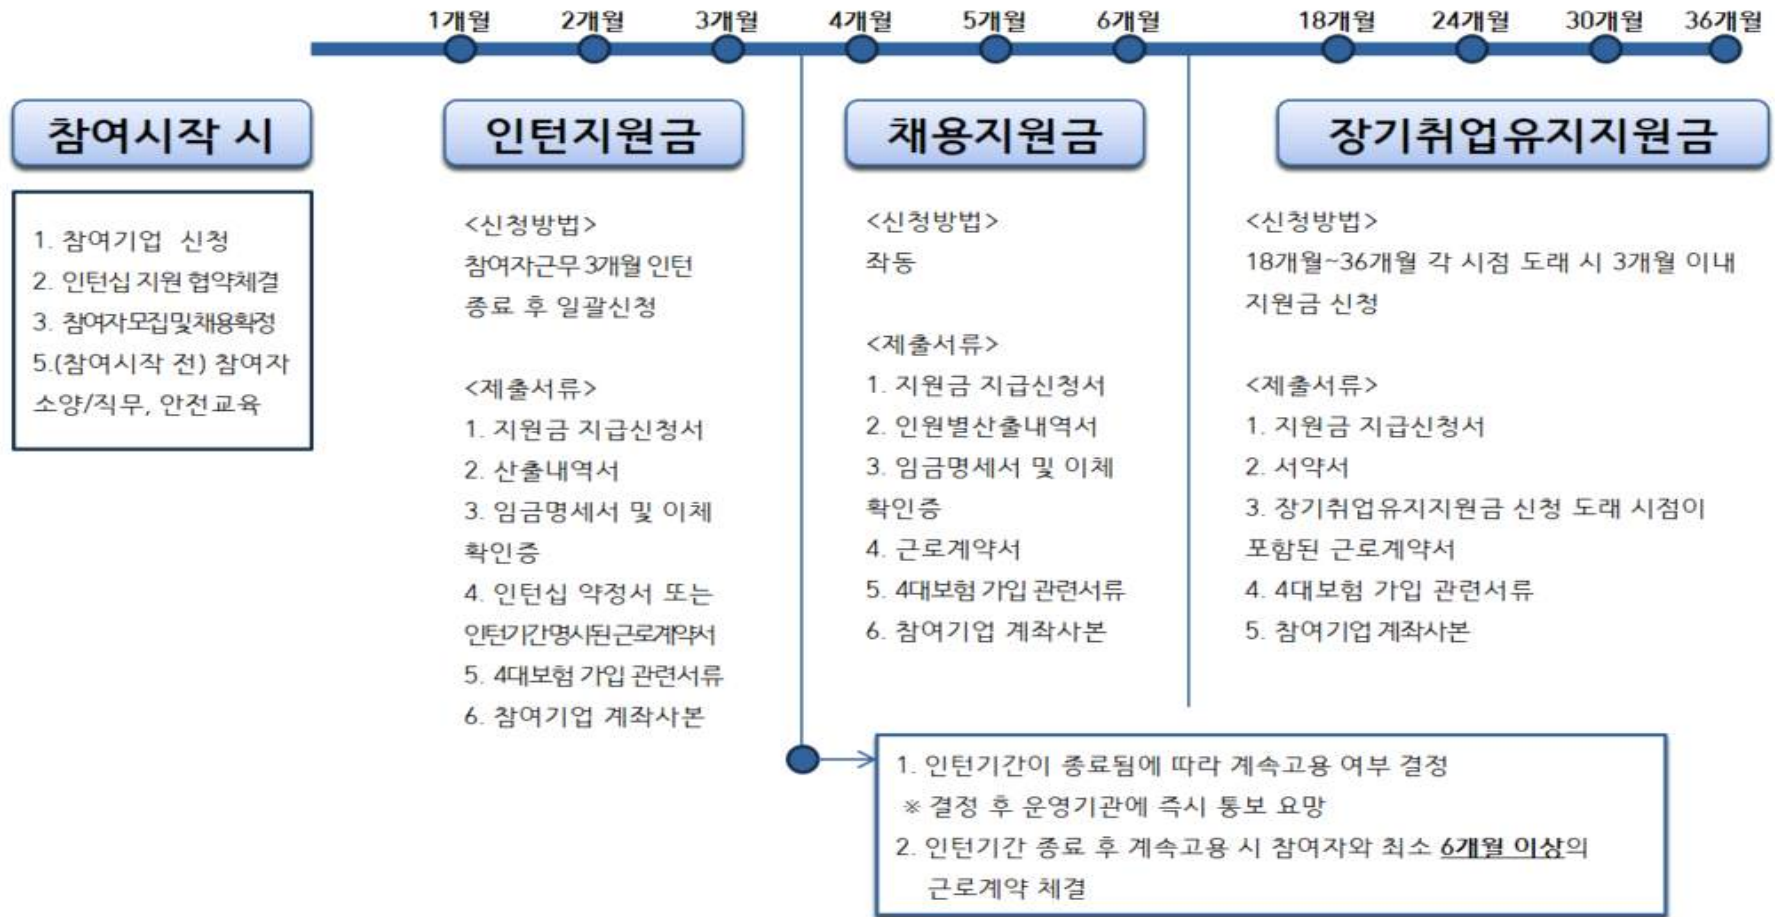 1개월 2개월 3개월 4개월 5개월 6개월 18개월 24개월 30개월 36개월
참여시작 시
1. 참여기업 신청
2. 인턴십 지원 협약체결
3. 참여자모집및채용확정
5.(참여시작 전) 참여자
소양/직무, 안전교육
인턴지원금
<신청방법>
참여자근무 3개월 인턴
종료 후 일괄신청
<제출서류>
1. 지원금 지급신청서
2. 산출내역서
3. 임금명세서 및 이체
확인증
4. 인턴십 약정서 또는
인턴기간명시된근로계약서
5. 4대보험 가입 관련서류
6. 참여기업 계좌사본
채용지원금
<신청방법>
좌동
<제출서류>
1. 지원금 지급신청서
2. 인원별산출내역서
3. 임금명세서 및 이체
확인증
4. 근로계약서
5. 4대보험 가입 관련서류
6. 참여기업 계좌사본
장기취업유지지원금
<신청방법>
18개월~36개월 각 시점 도래 시 3개월 이내
지원금 신청
<제출서류>
1. 지원금 지급신청서
2. 서약서
3. 장기취업유지지원금 신청 도래 시점이
포함된 근로계약서
4. 4대보험 가입 관련서류
5. 참여기업 계좌사본
1. 인턴기간이 종료됨에 따라 계속고용 여부 결정
※ 결정 후 운영기관에 즉시 통보 요망
2. 인턴기간 종료 후 계속고용 시 참여자와 최소 6개월 이상의
근로계약 체결